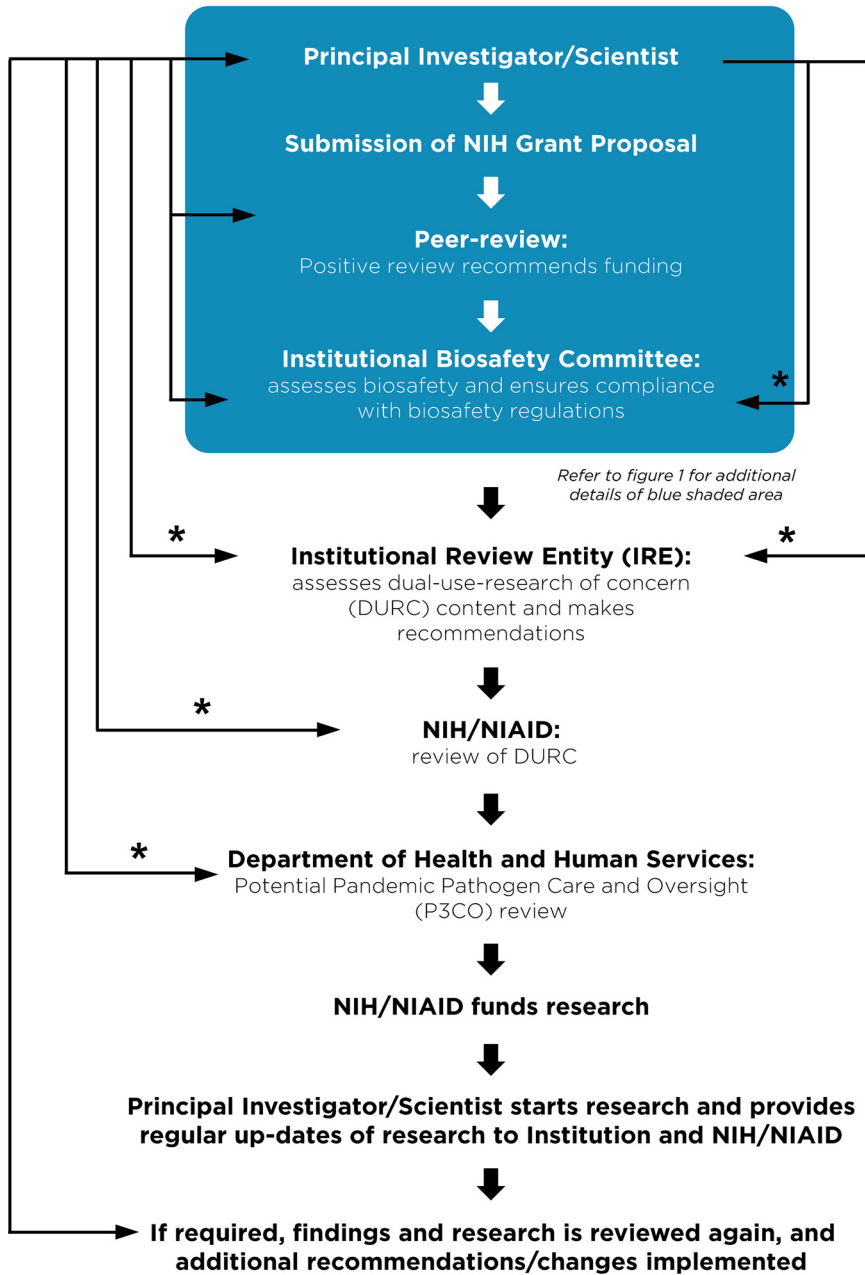 Principal Investigator/Scientist
Submission of NIH Grant Proposal
Peer-review:
Positive review recommends funding
Institutional Biosafety Committee:
assesses biosafety and ensures compliance
with biosafety regulations
*
Refer to figure 1 for additional
details of blue shaded area
*
*
Institutional Review Entity (IRE):
assesses dual-use-research of concern
(DURC) content and makes
recommendations
*
NIH/NIAID:
review of DURC
*
Department of Health and Human Services:
Potential Pandemic Pathogen Care and Oversight
(P3CO) review
NIH/NIAID funds research
Principal Investigator/Scientist starts research and provides
regular up-dates of research to Institution and NIH/NIAID
If required, findings and research is reviewed again, and
additional recommendations/changes implemented